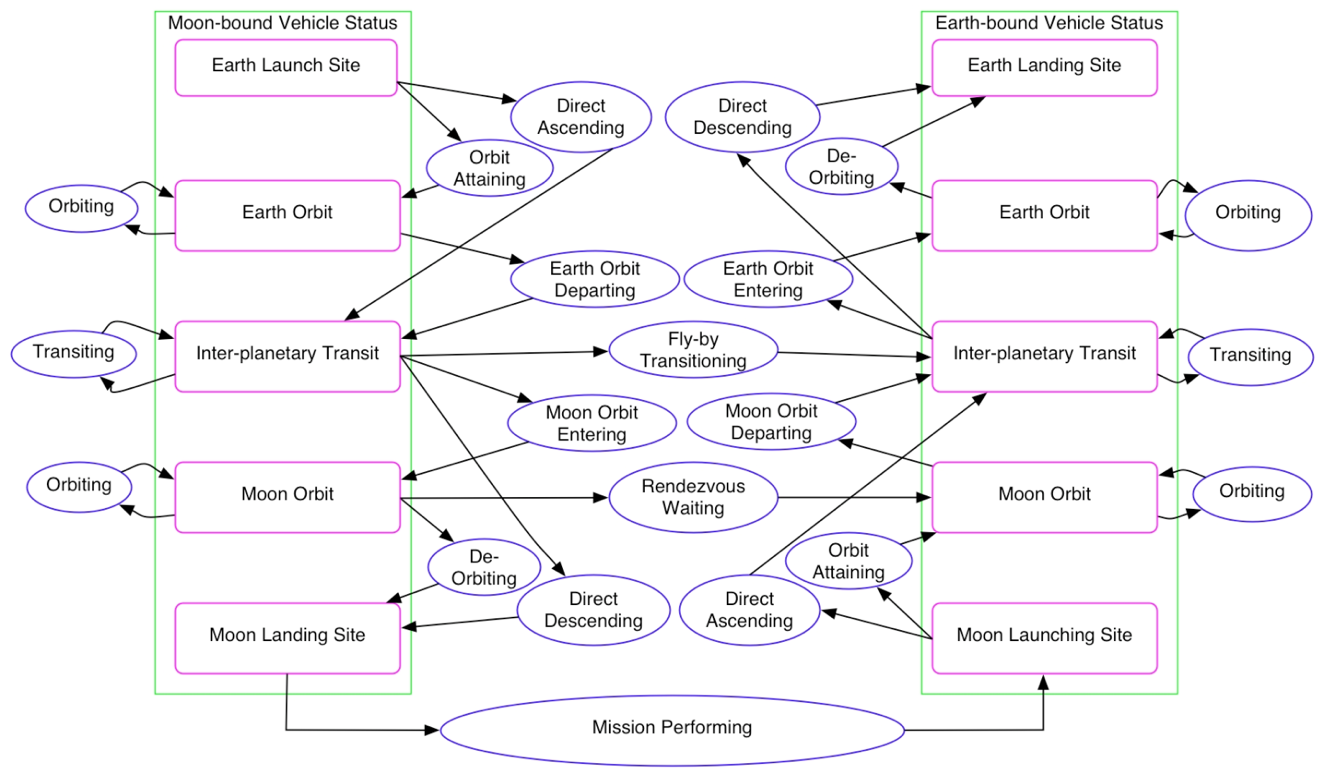 Moon-bound Vehicle Status
Earth-bound Vehicle Status
Earth Launch Site
Earth Landing Site
Direct
Ascending
Direct
Descending
Orbit
Attaining
De-
Orbiting
Orbiting
Earth Orbit
Earth Orbit
Orbiting
Earth Orbit
Departing
Earth Orbit
Entering
Transiting
Inter-planetary Transit
Fly-by
Transitioning
Inter-planetary Transit
Transiting
Moon Orbit
Entering
Moon Orbit
Departing
Orbiting
Moon Orbit
Rendezvous
Waiting
Moon Orbit
Orbiting
De-
Orbiting
Orbit
Attaining
Moon Landing Site
Direct
Descending
Direct
Ascending
Moon Launching Site
Mission Performing